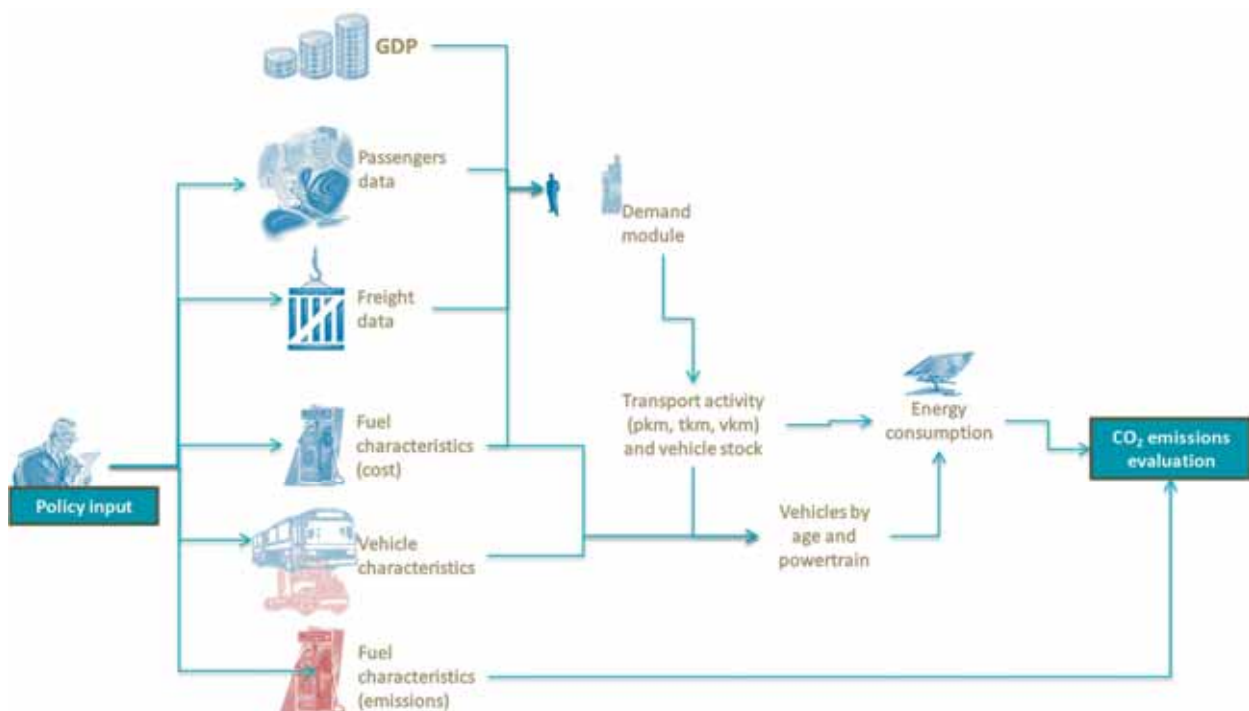 GDP
Passengers
data
Demand
module
Freight
data
Transport activity
(pkm, tkm, vkm)
and vehicle stock
Energy
consumption
Fuel
characteristics
(cost)
CO₂ emissions
evaluation
Policy input
Vehicle
characteristics
Vehicles by
age and
powertrain
Fuel
characteristics
(emissions)